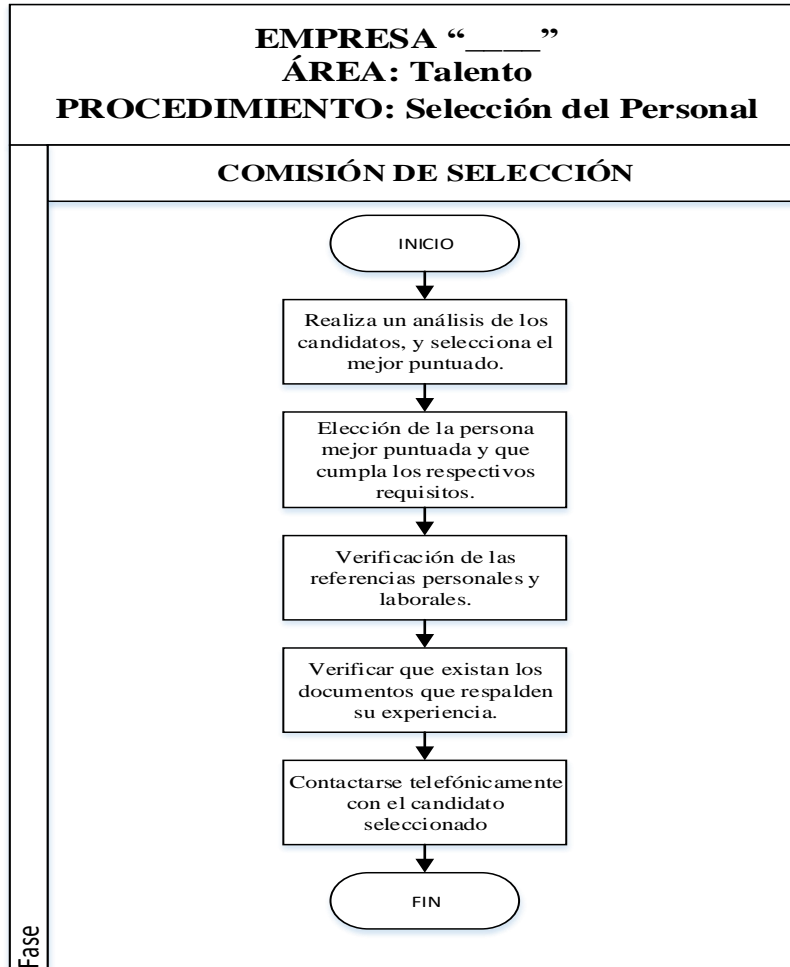 EMPRESA “____”
ÁREA: Talento
PROCEDIMIENTO: Selección del Personal
COMISIÓN DE SELECCIÓN
INICIO
Realiza un análisis de los
candidatos, y selecciona el
mejor puntuado.
Elección de la persona
mejor puntuada y que
cumpla los respectivos
requisitos.
Verificación de las
referencias personales y
laborales.
Verificar que existan los
documentos que respalden
su experiencia.
Contactarse telefónicamente
con el candidato
seleccionado
FIN
Fase